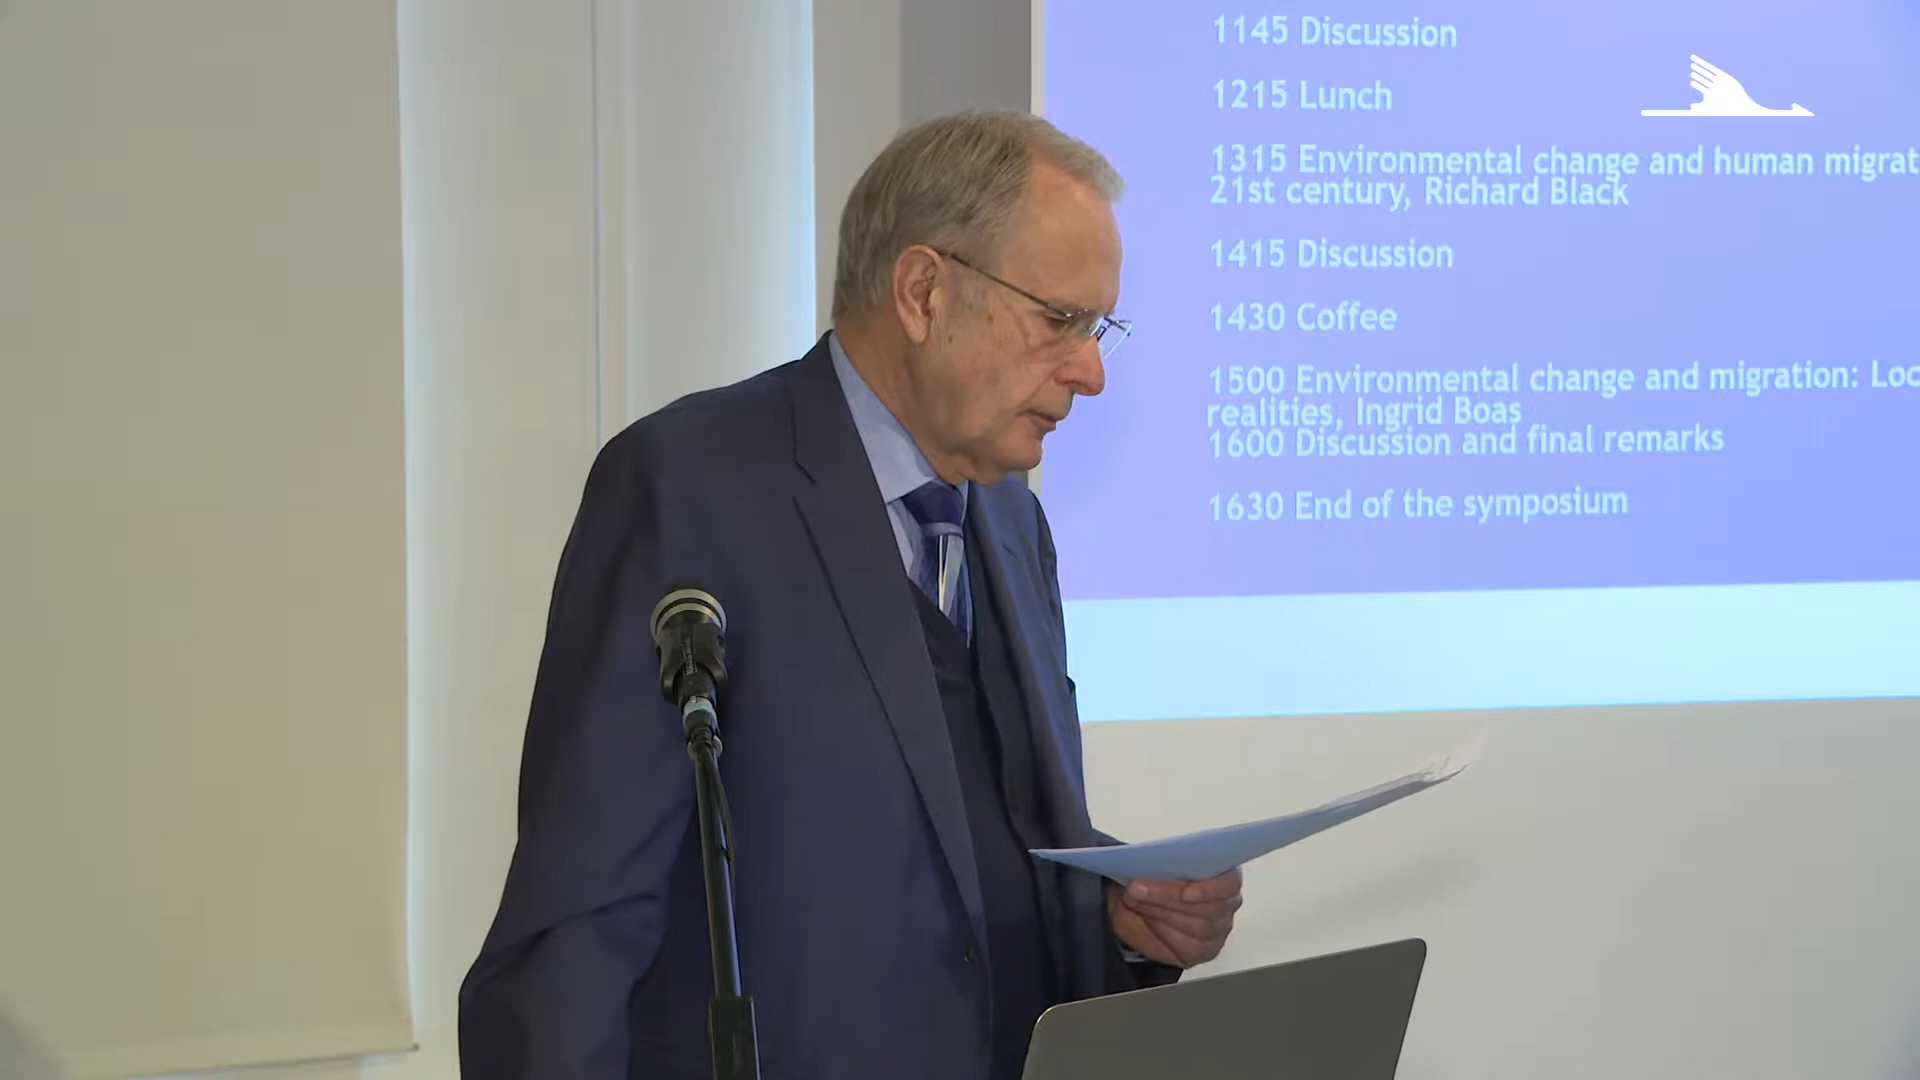 1145 Discussion
1215 Lunch
1315 Environmental change and human migrat
21st century, Richard Black
1415 Discussion
1430 Coffee
1500 Environmental change and migration: Loc
realities, Ingrid Boas
1600 Discussion and final remarks
1630 End of the symposium